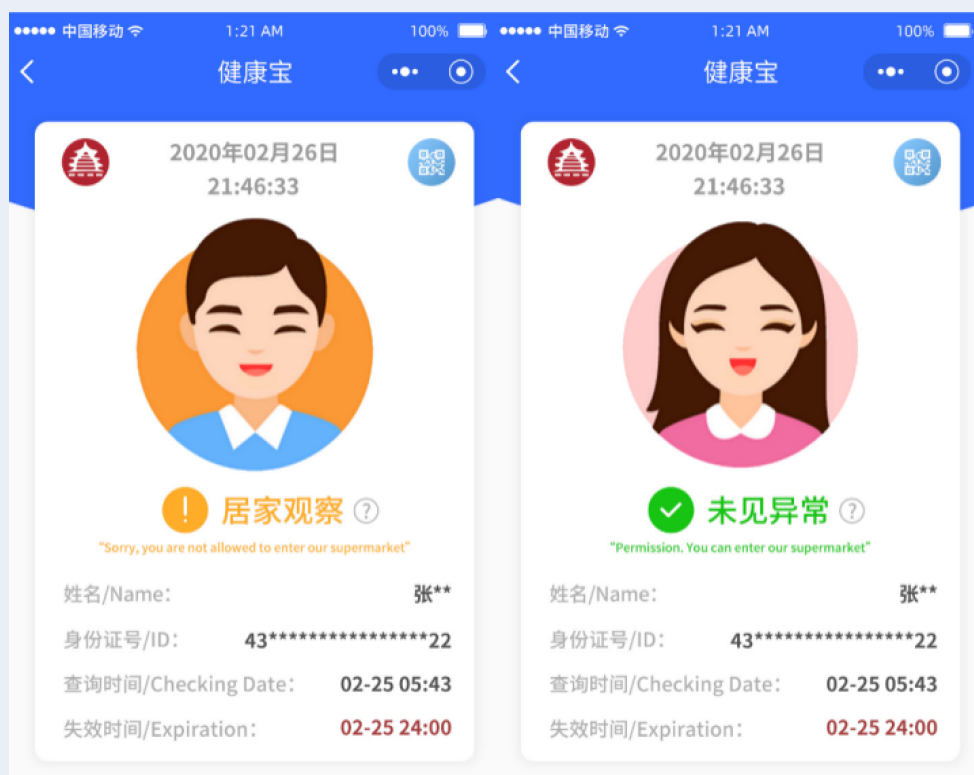 中国移动 1:21 AM 100%
健康宝
2020年02月26日
21:46:33
居家观察 ?
"Sorry, you are not allowed to enter our supermarket"
姓名/Name: 张**
身份证号/ID: 43****************22
查询时间/Checking Date: 02-25 05:43
失效时间/Expiration: 02-25 24:00
中国移动 1:21 AM 100%
健康宝
2020年02月26日
21:46:33
未见异常 ?
"Permission. You can enter our supermarket"
姓名/Name: 张**
身份证号/ID: 43****************22
查询时间/Checking Date: 02-25 05:43
失效时间/Expiration: 02-25 24:00